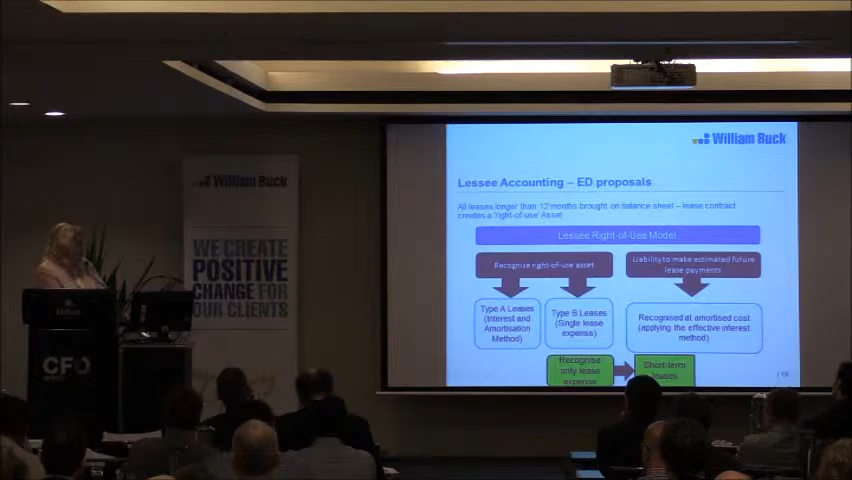 William Buck
Lessee Accounting – ED proposals
All leases longer than 12 months brought on balance sheet – lease contract
creates a 'right-of-use' Asset
Lessee Right-of-Use Model
Recognise right-of-use asset
Liability to make estimated future
lease payments
Type A Leases
(Interest and
Amortisation
Method)
Type B Leases
(Single lease
expense)
Recognised at amortised cost
(applying the effective interest
method)
Recognise
only lease
expense
Short-term
leases
William Buck
WE CREATE
POSITIVE
CHANGE FOR
OUR CLIENTS
Hilton
CFO